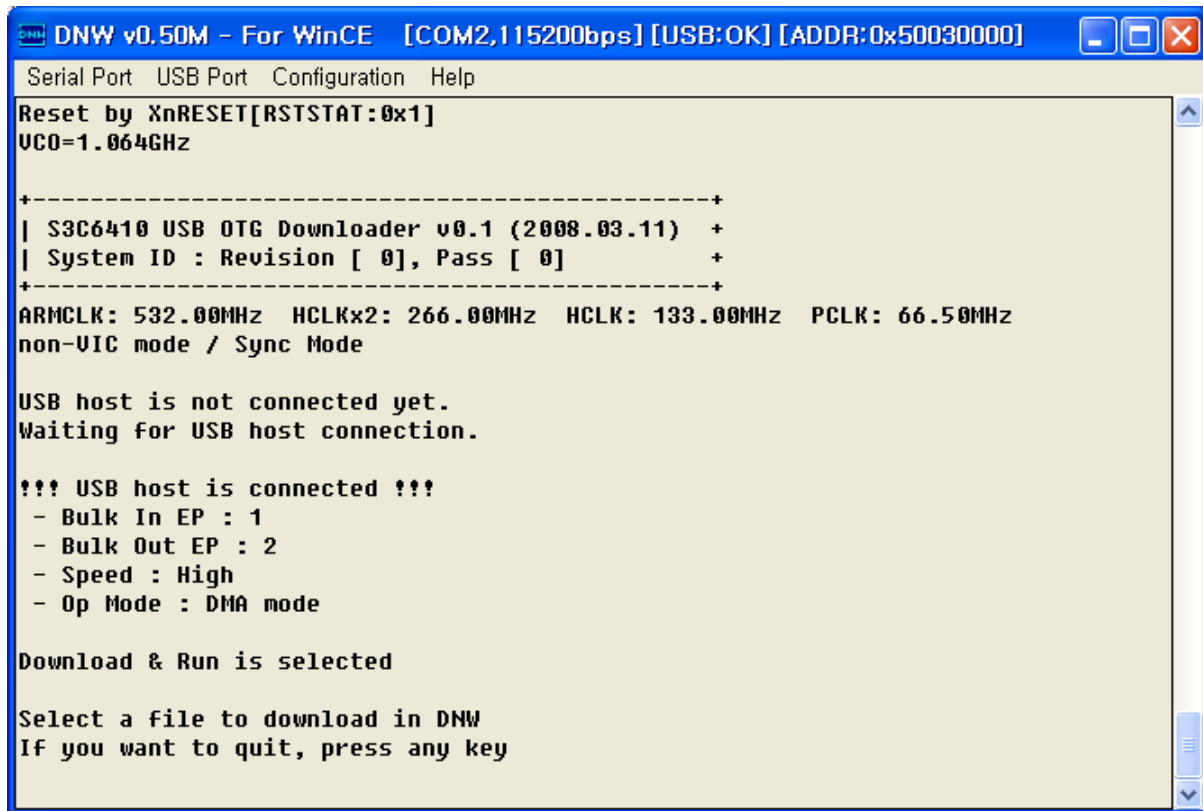 DNW v0.50M - For WinCE [COM2,115200bps] [USB:OK] [ADDR:0x50030000]
Serial Port USB Port Configuration Help
Reset by XnRESET[RSTSTAT:0x1]
VCO=1.064GHz
+-----------------------------------------------+
| S3C6410 USB OTG Downloader v0.1 (2008.03.11) +
| System ID : Revision [ 0], Pass [ 0] +
+-----------------------------------------------+
ARMCLK: 532.00MHz HCLKx2: 266.00MHz HCLK: 133.00MHz PCLK: 66.50MHz
non-VIC mode / Sync Mode
USB host is not connected yet.
Waiting for USB host connection.
!!! USB host is connected !!!
- Bulk In EP : 1
- Bulk Out EP : 2
- Speed : High
- Op Mode : DMA mode
Download & Run is selected
Select a file to download in DNW
If you want to quit, press any key